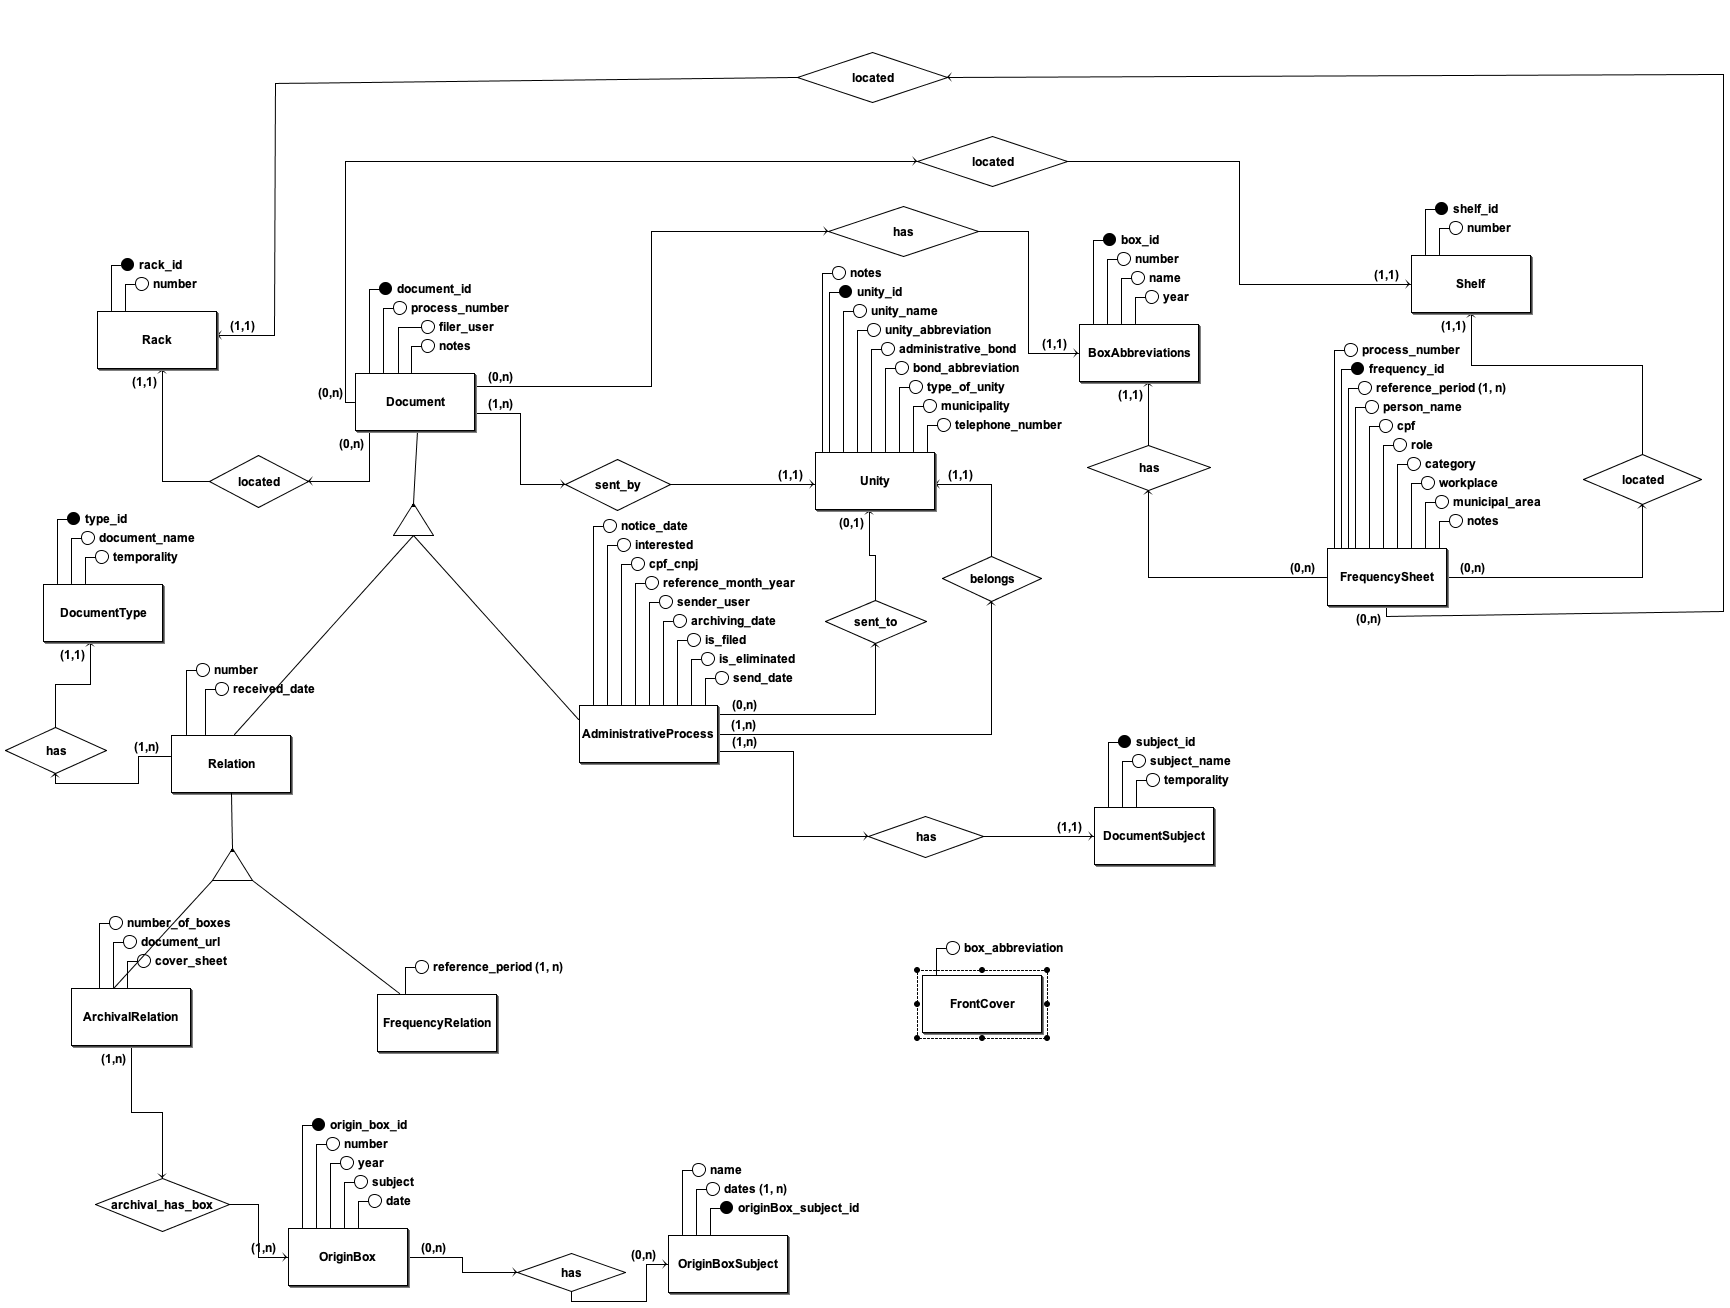 located
located
shelf_id
number
has
box_id
number
name
year
rack_id
number
notes
unity_id
unity_name
unity_abbreviation
administrative_bond
bond_abbreviation
type_of_unity
municipality
telephone_number
document_id
process_number
filer_user
notes
(1,1)
Shelf
(1,1)
Rack
(1,1)
(1,1)
BoxAbbreviations
(1,1)
(1,1)
process_number
frequency_id
reference_period (1, n)
person_name
cpf
role
category
workplace
municipal_area
notes
(0,n)
Document
(0,n)
(1,n)
(0,n)
located
sent_by
(1,1)
Unity
(1,1)
(0,1)
has
located
type_id
document_name
temporality
notice_date
interested
cpf_cnpj
reference_month_year
sender_user
archiving_date
is_filed
is_eliminated
send_date
belongs
sent_to
(0,n)
FrequencySheet
(0,n)
(0,n)
DocumentType
(1,1)
number
received_date
has
(1,n)
Relation
AdministrativeProcess
(0,n)
(1,n)
(1,n)
subject_id
subject_name
temporality
has
(1,1)
DocumentSubject
number_of_boxes
document_url
cover_sheet
reference_period (1, n)
box_abbreviation
FrontCover
ArchivalRelation
FrequencyRelation
(1,n)
origin_box_id
number
year
subject
date
name
dates (1, n)
originBox_subject_id
archival_has_box
(1,n)
OriginBox
(0,n)
has
(0,n)
OriginBoxSubject